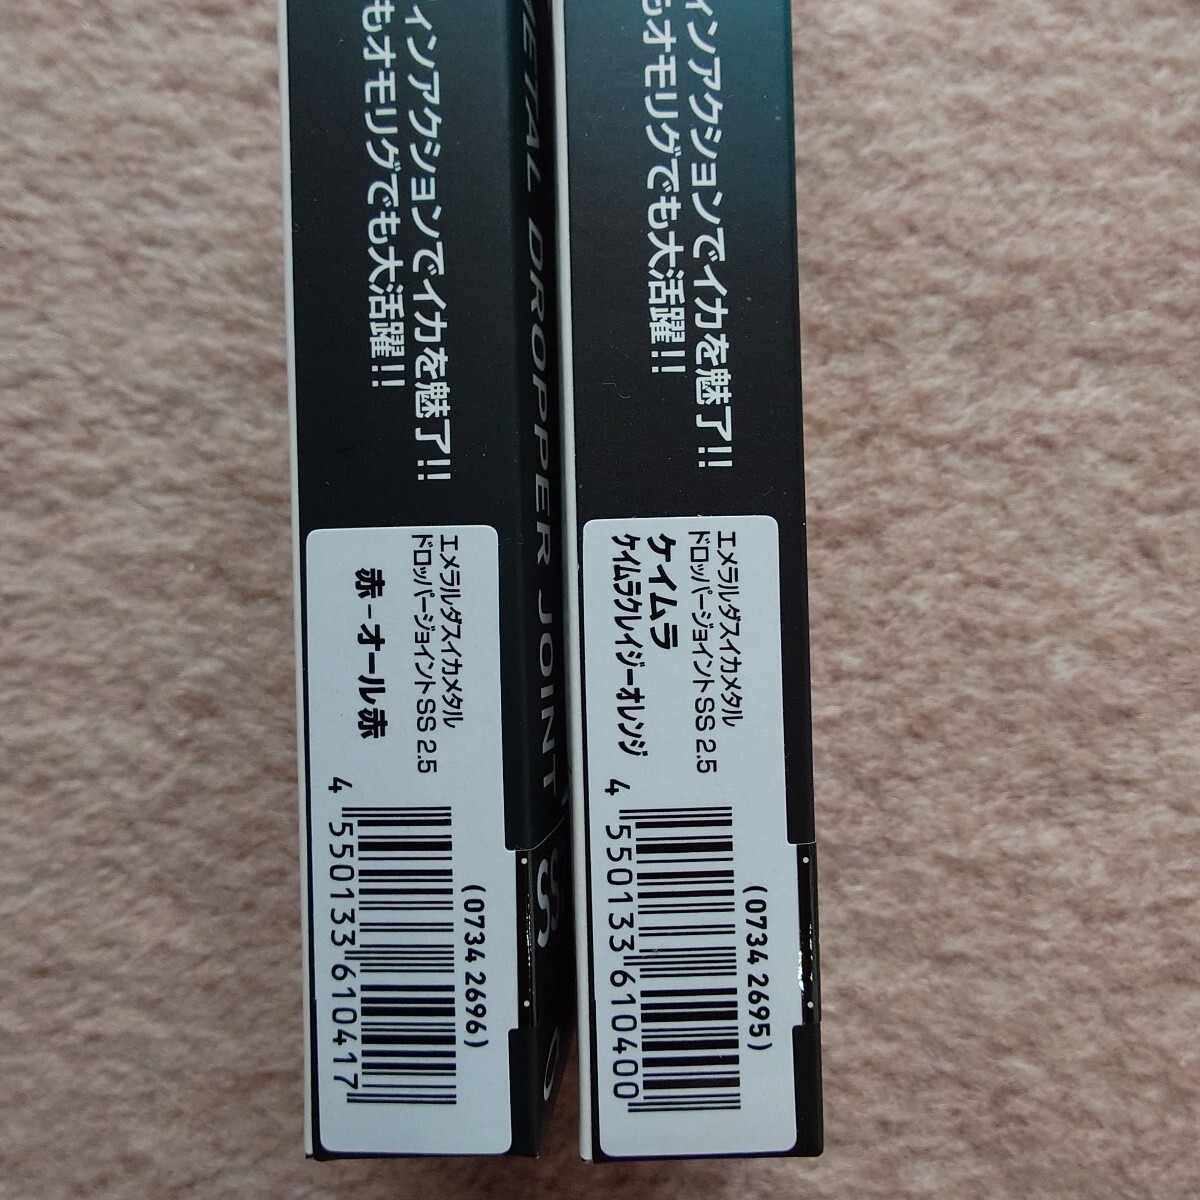 ィンアクションでイカを魅了!!
もオモリグでも大活躍!!
METAL DROPPER JOINT
SS
エメラルダスイカメタル
ドロッパージョイントSS 2.5
赤-オール赤
4 550133 610417
(0734 2696)
ィンアクションでイカを魅了!!
もオモリグでも大活躍!!
エメラルダスイカメタル
ドロッパージョイントSS 2.5
ケイムラ
ケイムラクレイジーオレンジ
4 550133 610400
(0734 2695)